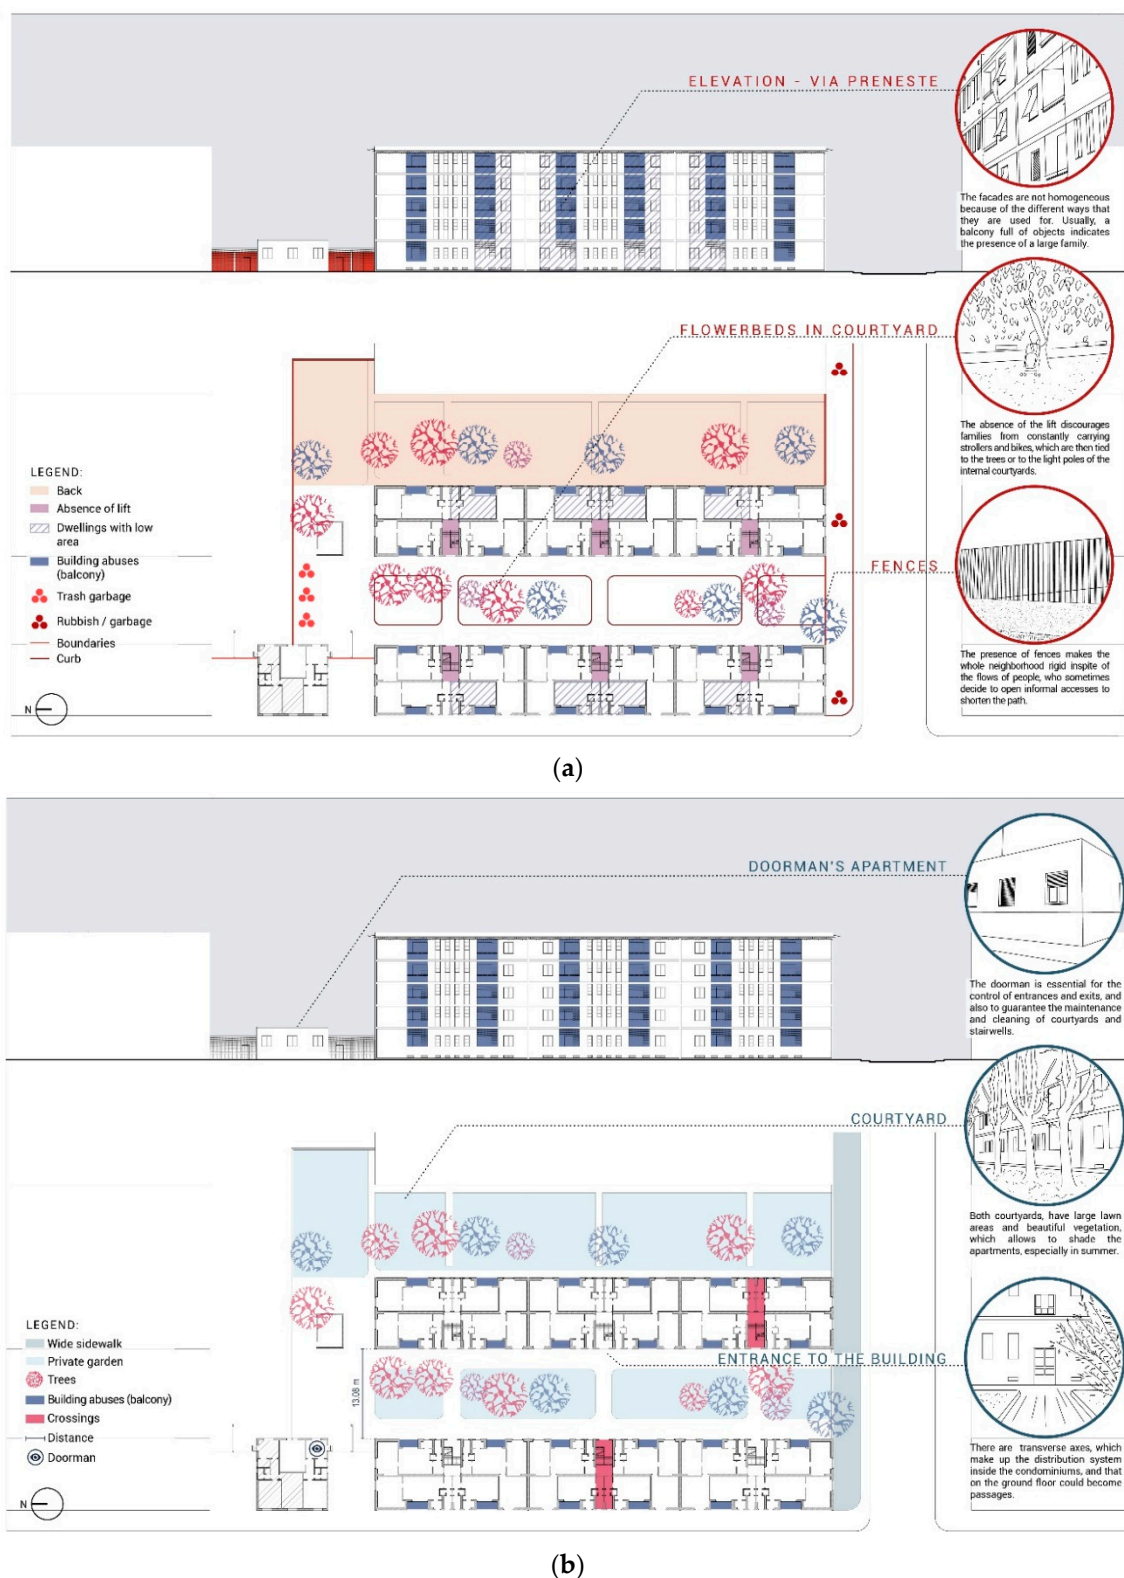 ELEVATION - VIA PRENESTE
The facades are not homogeneous
because of the different ways that
they are used for. Usually, a
balcony full of objects indicates
the presence of a large family.
FLOWERBEDS IN COURTYARD
The absence of the lift discourages
families from constantly carrying
strollers and bikes, which are then tied
to the trees or to the light poles of the
internal courtyards.
LEGEND:
Back
Absence of lift
Dwellings with low
area
Building abuses
(balcony)
Trash garbage
Rubbish / garbage
Boundaries
Curb
N
FENCES
The presence of fences makes the
whole neighborhood rigid inspite of
the flows of people, who sometimes
decide to open informal accesses to
shorten the path.
(a)
DOORMAN'S APARTMENT
The doorman is essential for the
control of entrances and exits, and
also to guarantee the maintenance
and cleaning of courtyards and
stairwells.
COURTYARD
Both courtyards, have large lawn
areas and beautiful vegetation,
which allows to shade the
apartments, especially in summer.
LEGEND:
Wide sidewalk
Private garden
Trees
Building abuses (balcony)
Crossings
Distance
Doorman
N
13.08 m
ENTRANCE TO THE BUILDING
There are transverse axes, which
make up the distribution system
inside the condominiums, and that
on the ground floor could become
passages.
(b)